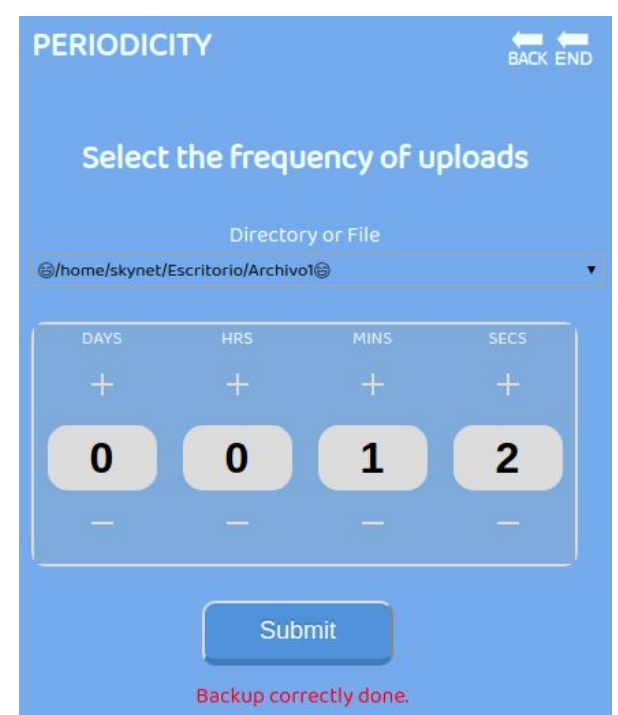 PERIODICITY
BACK END
Select the frequency of uploads
Directory or File
😄/home/skynet/Escritorio/Archivo1😄
DAYS HRS MINS SECS
+ + + +
0 0 1 2
− − − −
Submit
Backup correctly done.